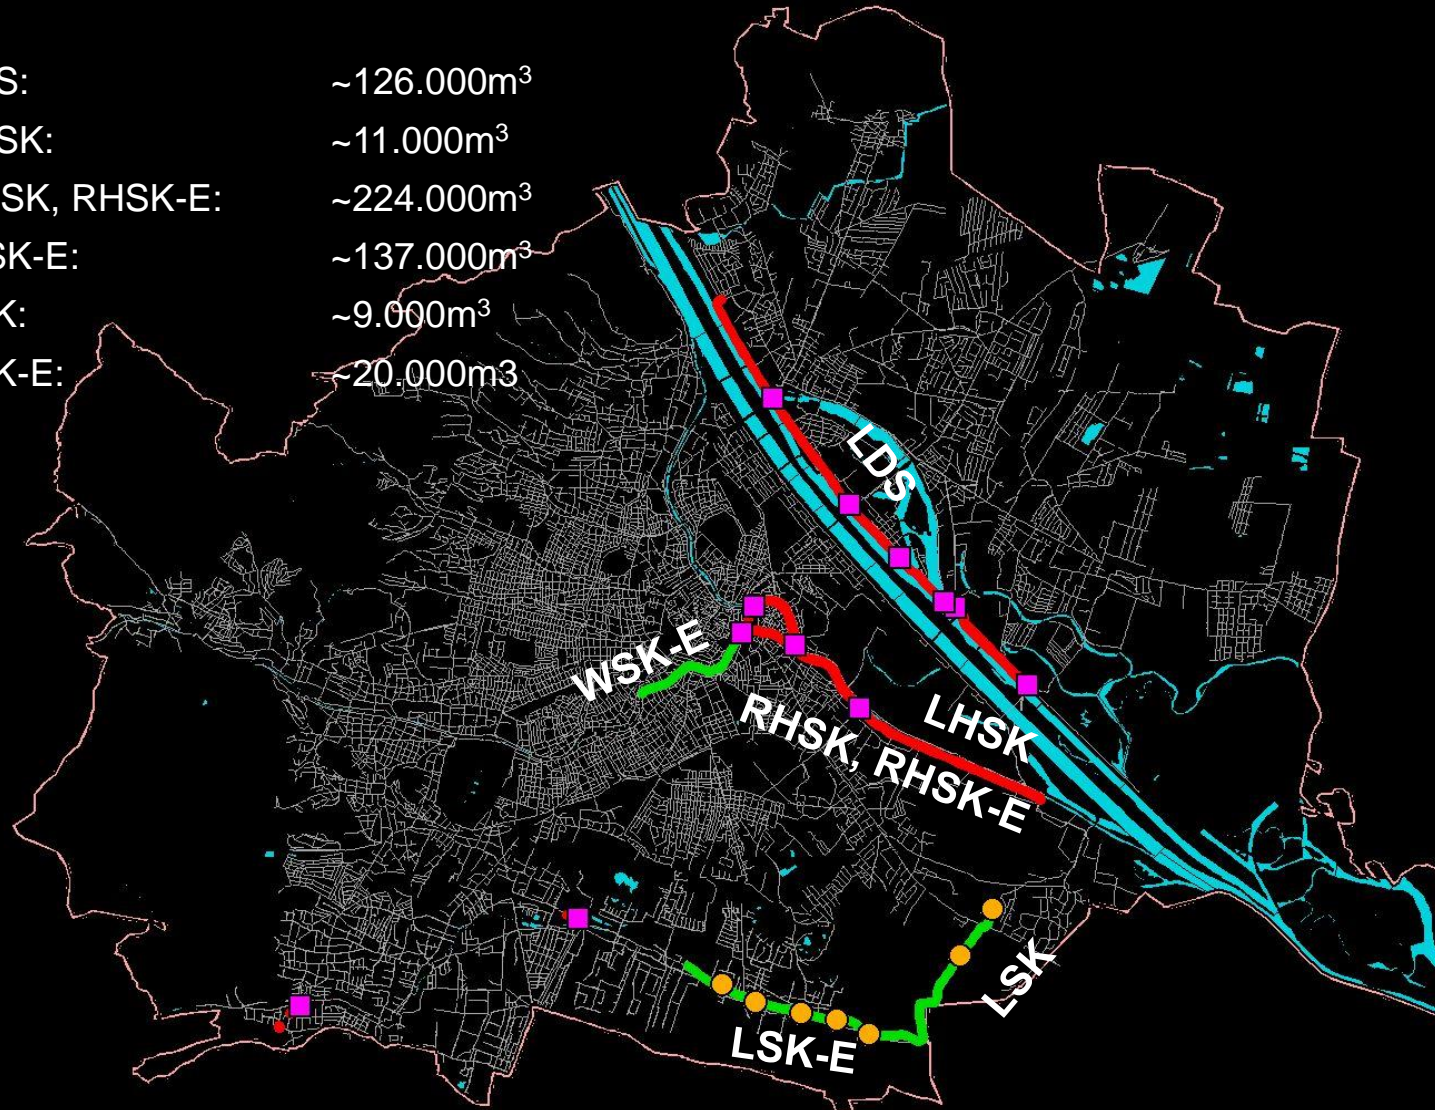 S: ~126.000m³
SK: ~11.000m³
SK, RHSK-E: ~224.000m³
SK-E: ~137.000m³
K: ~9.000m³
K-E: ~20.000m3
LDS
WSK-E
LHSK
RHSK, RHSK-E
LSK
LSK-E